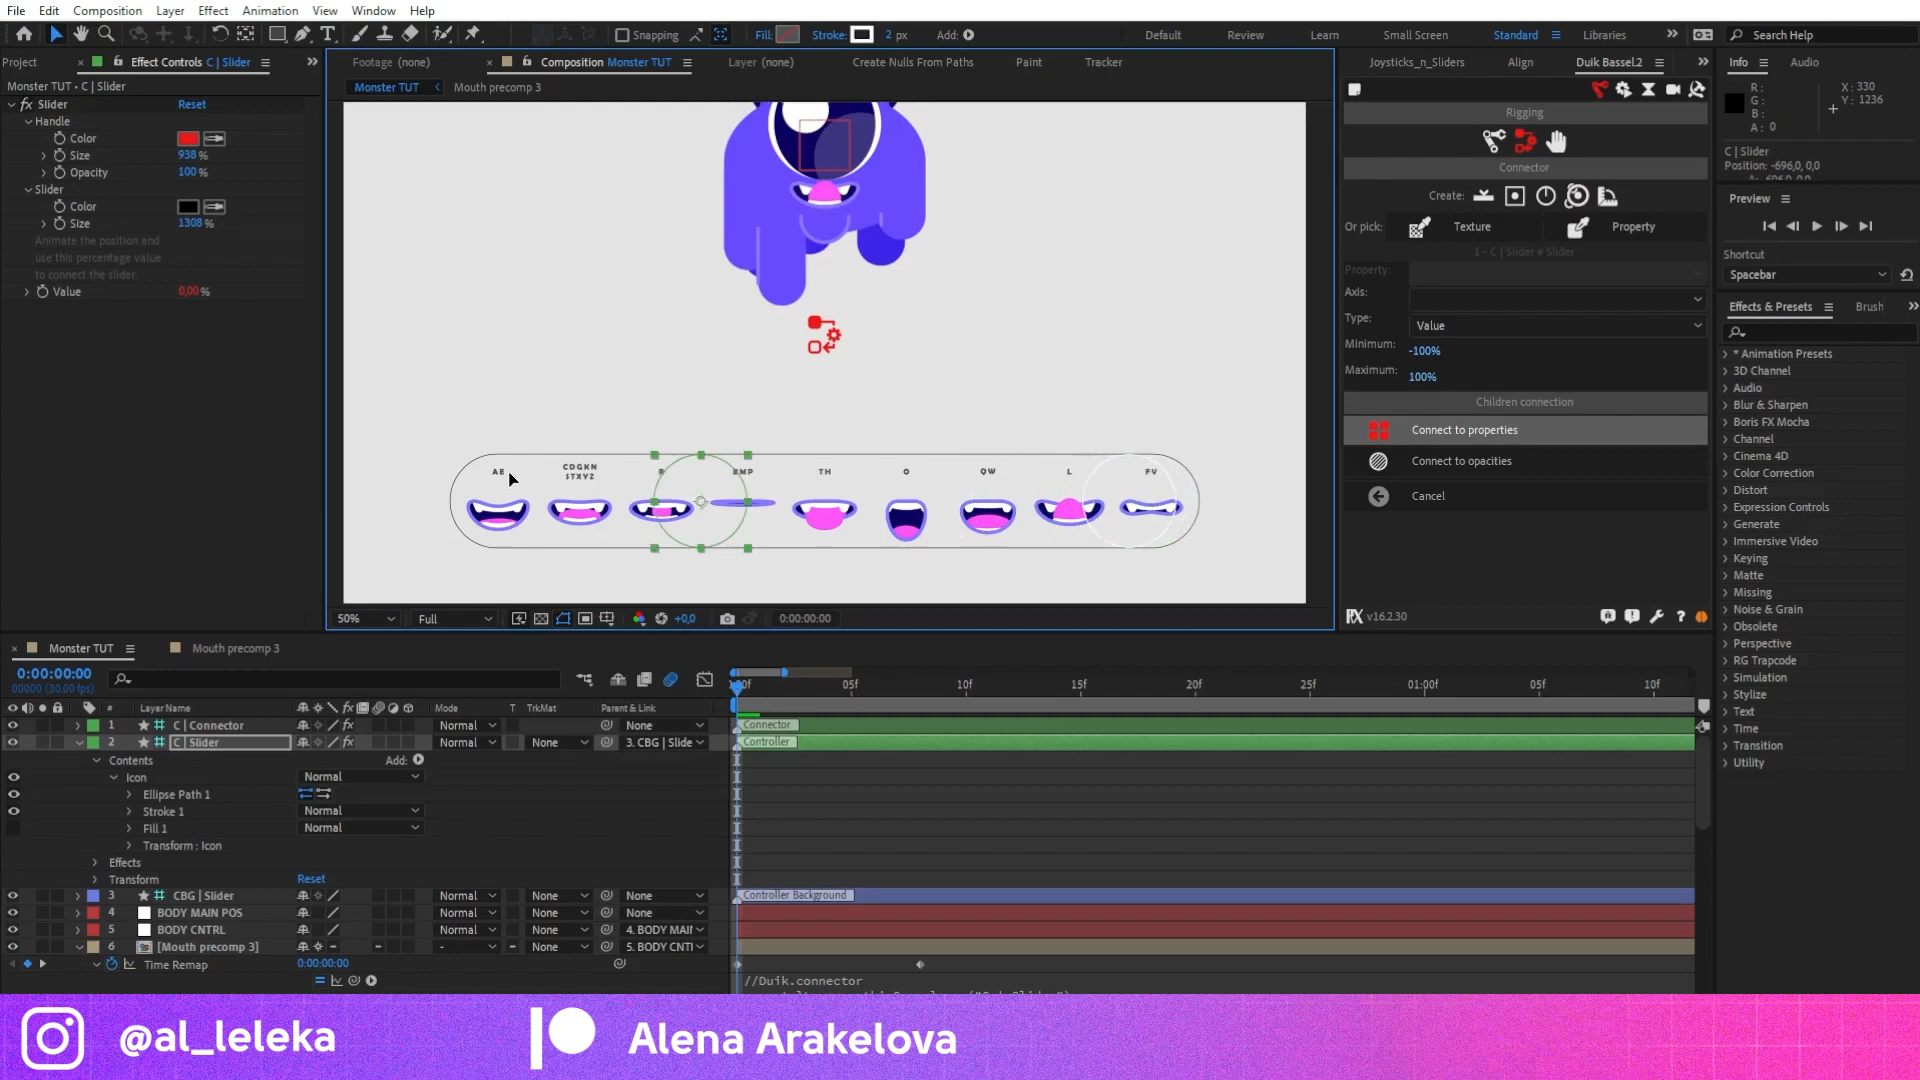 File Edit Composition Layer Effect Animation View Window Help
Snapping Fill: Stroke: 2 px Add: Default Review Learn Small Screen Standard Libraries Search Help
Project Effect Controls C | Slider
Monster TUT • C | Slider
fx Slider Reset
Handle
Color
Size 938 %
Opacity 100 %
Slider
Color
Size 1308 %
Animate the position and
use this percentage value
to connect the slider.
Value 0,00 %
Footage (none) Composition Monster TUT Layer (none) Create Nulls From Paths Paint Tracker
Monster TUT Mouth precomp 3
AE CDGKN BMP TH O QW L FV
STXYZ
50% Full +0,0 0:00:00:00
Joysticks_n_Sliders Align Duik Bassel.2
Rigging
Connector
Create:
Or pick: Texture Property
1 - C | Slider # Slider
Property:
Axis:
Type: Value
Minimum: -100%
Maximum: 100%
Children connection
Connect to properties
Connect to opacities
Cancel
v16.2.30
Info Audio
R: X: 330
G: Y: 1236
B:
A: 0
C | Slider
Position: -696,0, 0,0
Preview
Shortcut
Spacebar
Effects & Presets Brush
* Animation Presets
3D Channel
Audio
Blur & Sharpen
Boris FX Mocha
Channel
Cinema 4D
Color Correction
Distort
Expression Controls
Generate
Immersive Video
Keying
Matte
Missing
Noise & Grain
Obsolete
Perspective
RG Trapcode
Simulation
Stylize
Text
Time
Transition
Utility
Monster TUT Mouth precomp 3
0:00:00:00
00000 (30.00 fps)
05f 10f 15f 20f 25f 01:00f 05f 10f
# Layer Name Mode T TrkMat Parent & Link
1 C | Connector Normal None Connector
2 C | Slider Normal None 3. CBG | Slide Controller
Contents Add:
Icon Normal
Ellipse Path 1
Stroke 1 Normal
Fill 1 Normal
Transform : Icon
Effects
Transform Reset
3 CBG | Slider Normal None None Controller Background
4 BODY MAIN POS Normal None None
5 BODY CNTRL Normal None 4. BODY MAIN
6 [Mouth precomp 3] - None 5. BODY CNTI
Time Remap 0:00:00:00
//Duik.connector
@al_leleka Alena Arakelova